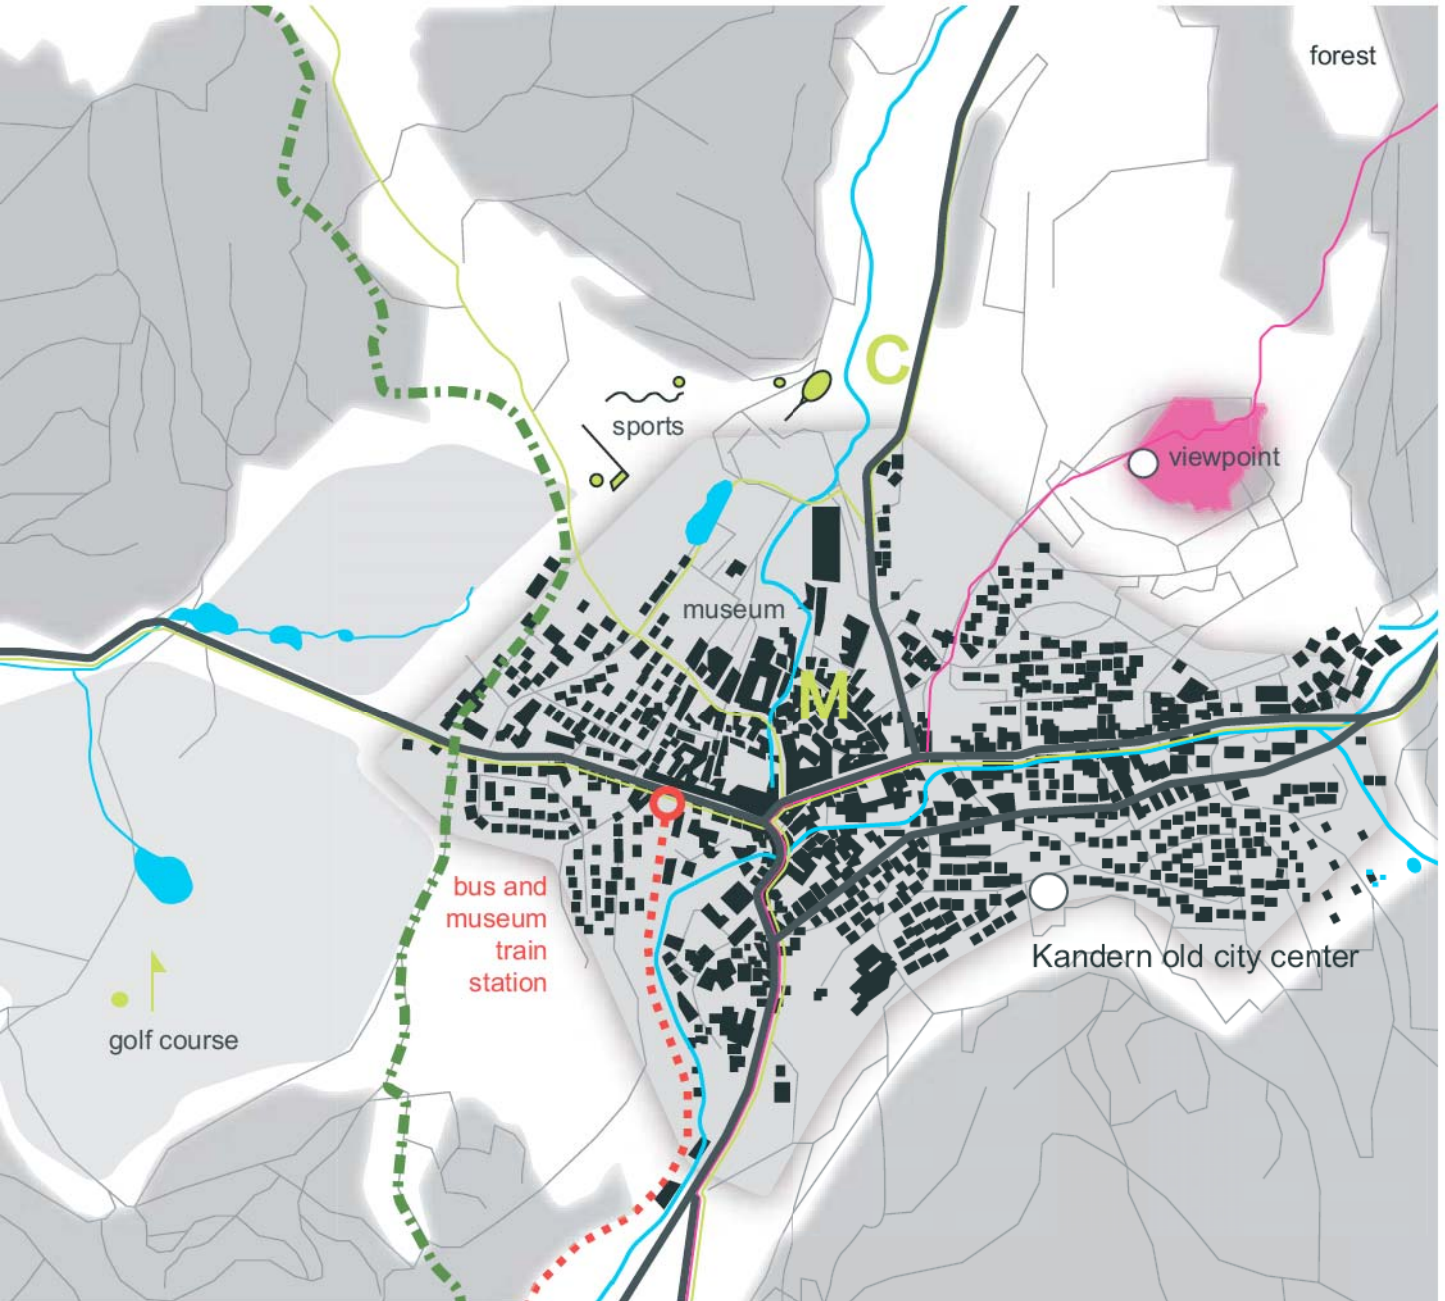 forest
C
sports
viewpoint
museum
M
bus and
museum
train
station
Kandern old city center
golf course